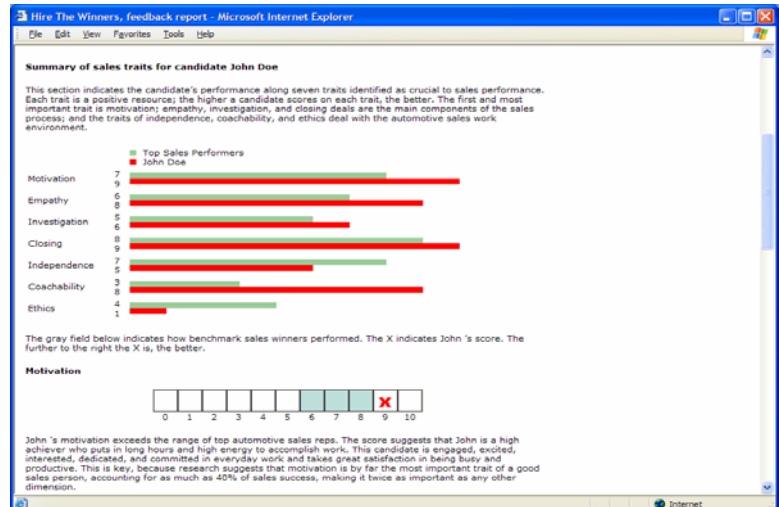 Hire The Winners, feedback report - Microsoft Internet Explorer
File Edit View Favorites Tools Help
Summary of sales traits for candidate John Doe
This section indicates the candidate's performance along seven traits identified as crucial to sales performance.
Each trait is a positive resource; the higher a candidate scores on each trait, the better. The first and most
important trait is motivation; empathy, investigation, and closing deals are the main components of the sales
process; and the traits of independence, coachability, and ethics deal with the automotive sales work
environment.
Top Sales Performers
John Doe
Motivation 7
9
Empathy 6
8
Investigation 5
6
Closing 8
9
Independence 7
5
Coachability 3
8
Ethics 4
1
The gray field below indicates how benchmark sales winners performed. The X indicates John 's score. The
further to the right the X is, the better.
Motivation
X
0 1 2 3 4 5 6 7 8 9 10
John 's motivation exceeds the range of top automotive sales reps. The score suggests that John is a high
achiever who puts in long hours and high energy to accomplish work. This candidate is engaged, excited,
interested, dedicated, and committed in everyday work and takes great satisfaction in being busy and
productive. This is key, because research suggests that motivation is by far the most important trait of a good
sales person, accounting for as much as 40% of sales success, making it twice as important as any other
dimension.
Internet